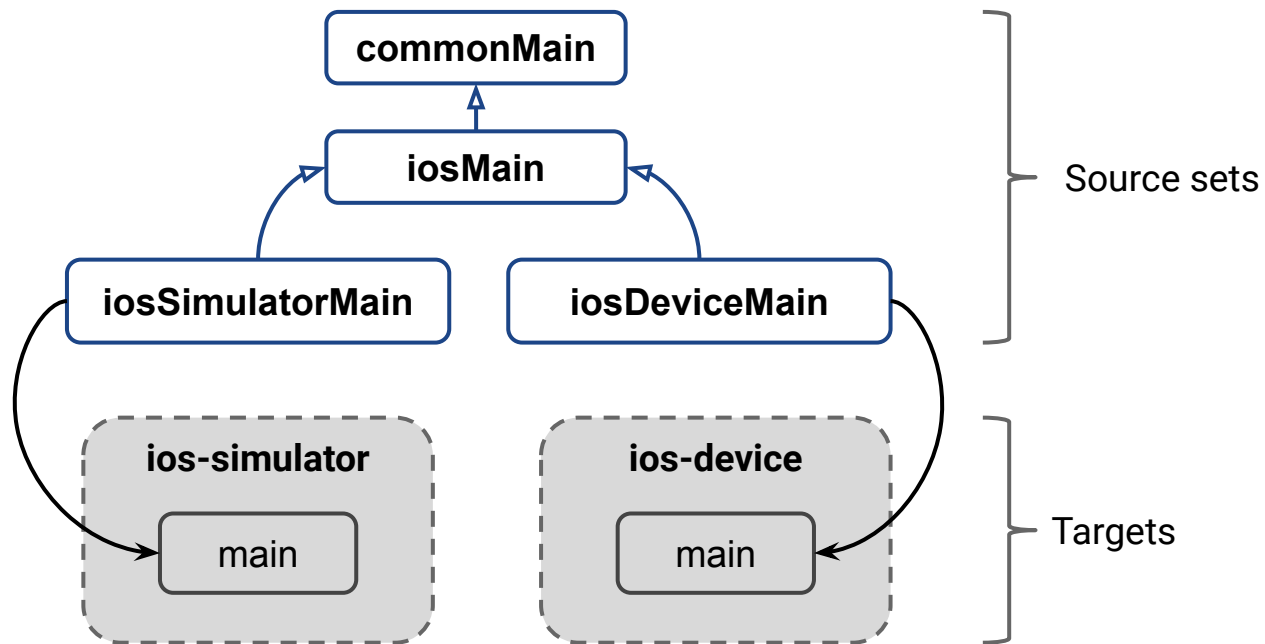 commonMain
iosMain
Source sets
iosSimulatorMain
iosDeviceMain
ios-simulator
ios-device
main
main
Targets